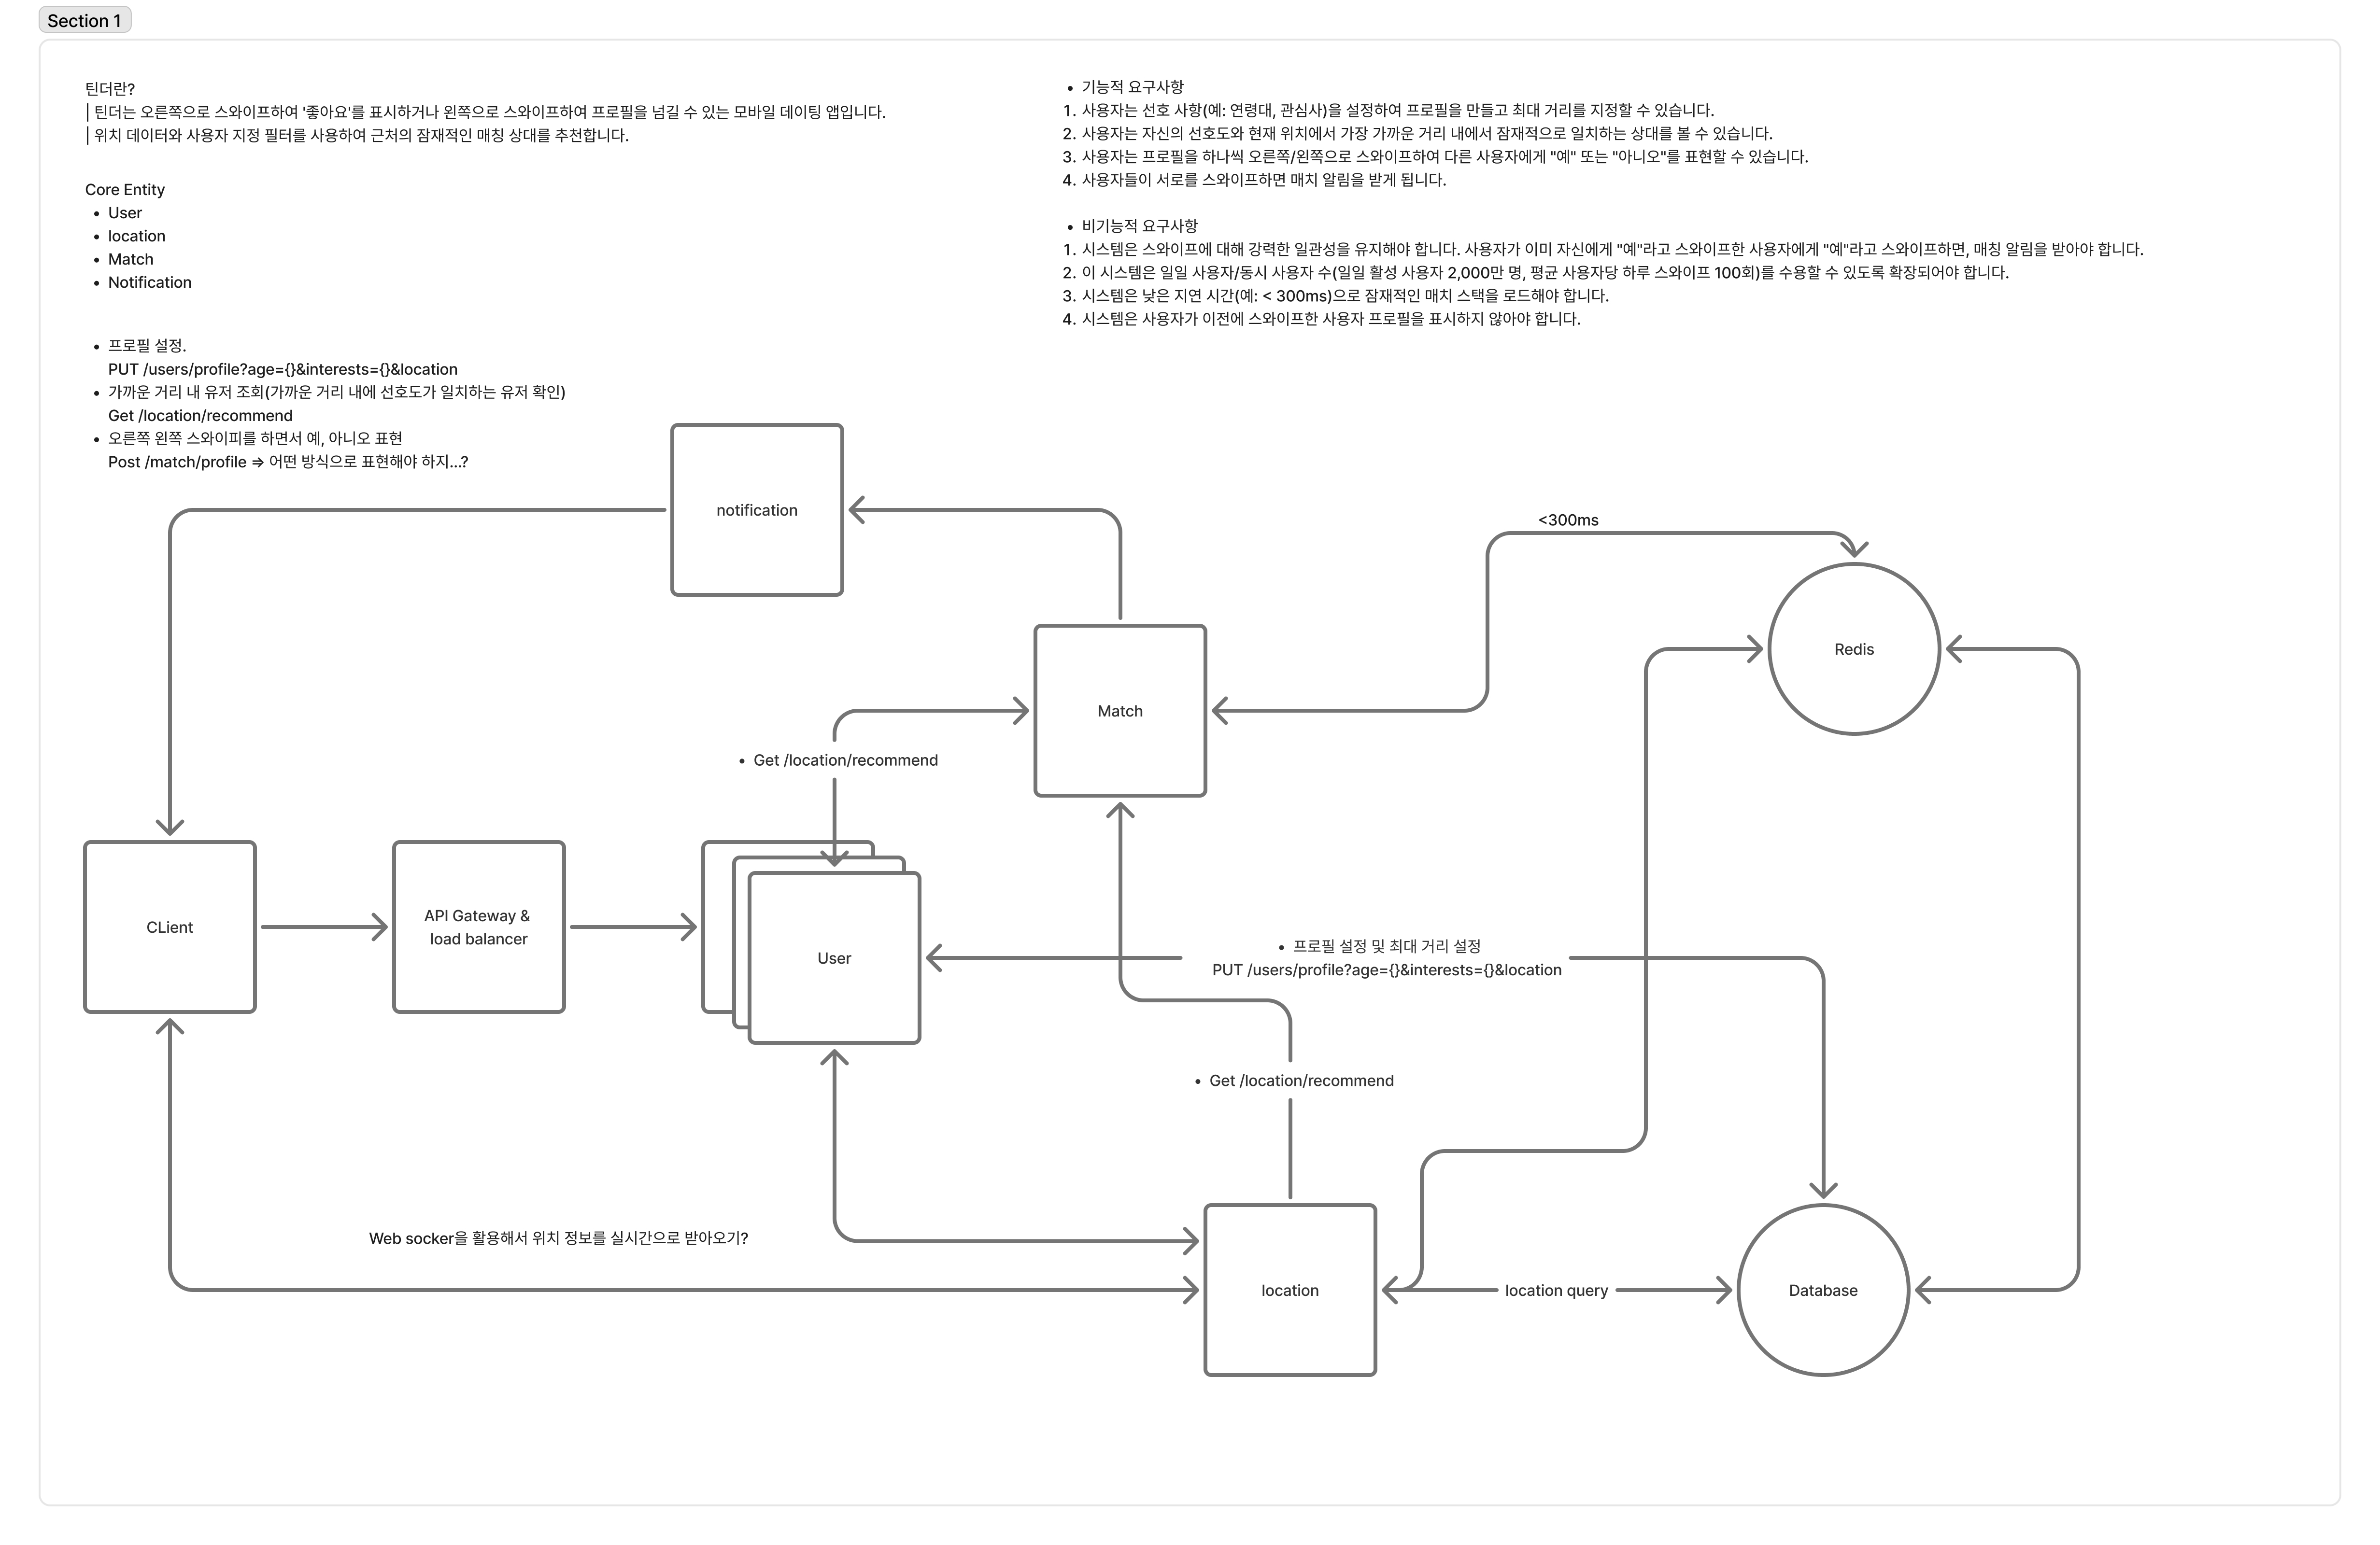 Section 1
틴더란?
틴더는 오른쪽으로 스와이프하여 '좋아요'를 표시하거나 왼쪽으로 스와이프하여 프로필을 넘길 수 있는 모바일 데이팅 앱입니다.
위치 데이터와 사용자 지정 필터를 사용하여 근처의 잠재적인 매칭 상대를 추천합니다.
Core Entity
• User
• location
• Match
• Notification
• 프로필 설정.
PUT /users/profile?age={}&interests={}&location
• 가까운 거리 내 유저 조회(가까운 거리 내에 선호도가 일치하는 유저 확인)
Get /location/recommend
• 오른쪽 왼쪽 스와이피를 하면서 예, 아니오 표현
Post /match/profile ⇒ 어떤 방식으로 표현해야 하지...?
• 기능적 요구사항
1. 사용자는 선호 사항(예: 연령대, 관심사)을 설정하여 프로필을 만들고 최대 거리를 지정할 수 있습니다.
2. 사용자는 자신의 선호도와 현재 위치에서 가장 가까운 거리 내에서 잠재적으로 일치하는 상대를 볼 수 있습니다.
3. 사용자는 프로필을 하나씩 오른쪽/왼쪽으로 스와이프하여 다른 사용자에게 "예" 또는 "아니오"를 표현할 수 있습니다.
4. 사용자들이 서로를 스와이프하면 매치 알림을 받게 됩니다.
• 비기능적 요구사항
1. 시스템은 스와이프에 대해 강력한 일관성을 유지해야 합니다. 사용자가 이미 자신에게 "예"라고 스와이프한 사용자에게 "예"라고 스와이프하면, 매칭 알림을 받아야 합니다.
2. 이 시스템은 일일 사용자/동시 사용자 수(일일 활성 사용자 2,000만 명, 평균 사용자당 하루 스와이프 100회)를 수용할 수 있도록 확장되어야 합니다.
3. 시스템은 낮은 지연 시간(예: < 300ms)으로 잠재적인 매치 스택을 로드해야 합니다.
4. 시스템은 사용자가 이전에 스와이프한 사용자 프로필을 표시하지 않아야 합니다.
notification
<300ms
Redis
Match
• Get /location/recommend
CLient
API Gateway &
load balancer
User
• 프로필 설정 및 최대 거리 설정
PUT /users/profile?age={}&interests={}&location
• Get /location/recommend
Web socker을 활용해서 위치 정보를 실시간으로 받아오기?
location
location query
Database